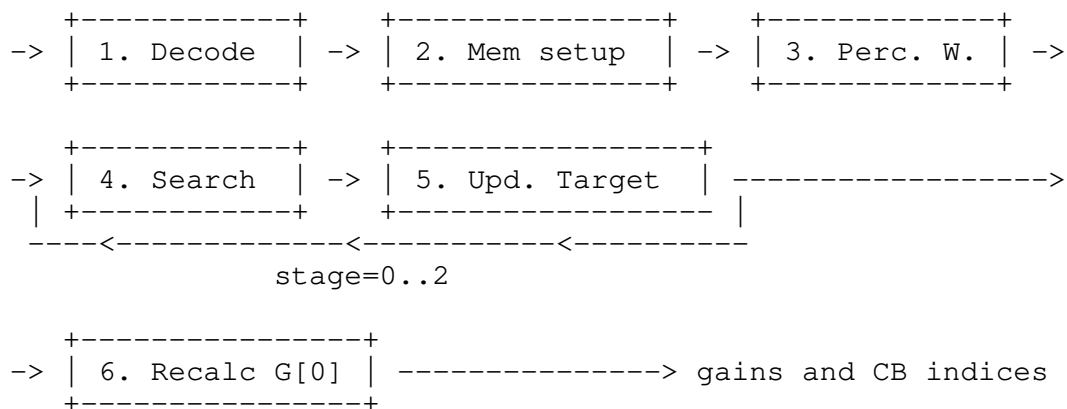 1. Decode -> 2. Mem setup -> 3. Perc. W. ->
-> 4. Search -> 5. Upd. Target
stage=0..2
6. Recalc G[0] gains and CB indices